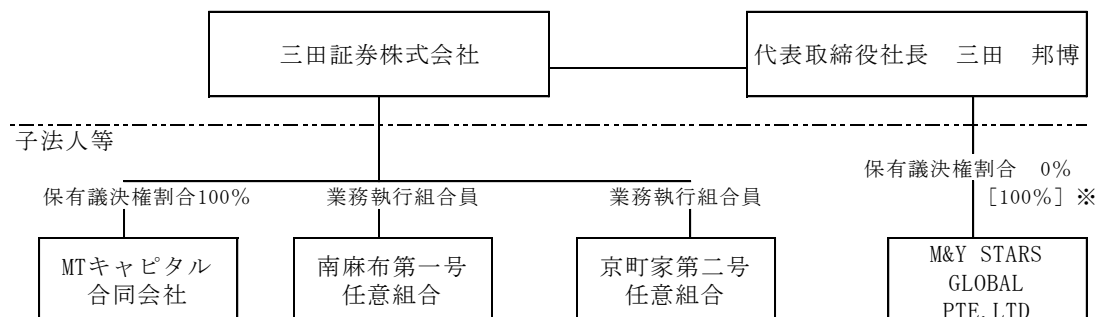 三田証券株式会社
代表取締役社長　三田　邦博
子法人等
保有議決権割合　0%
[100%]※
保有議決権割合100%
業務執行組合員
業務執行組合員
MTキャピタル
合同会社
南麻布第一号
任意組合
京町家第二号
任意組合
M&Y STARS
GLOBAL
PTE.LTD